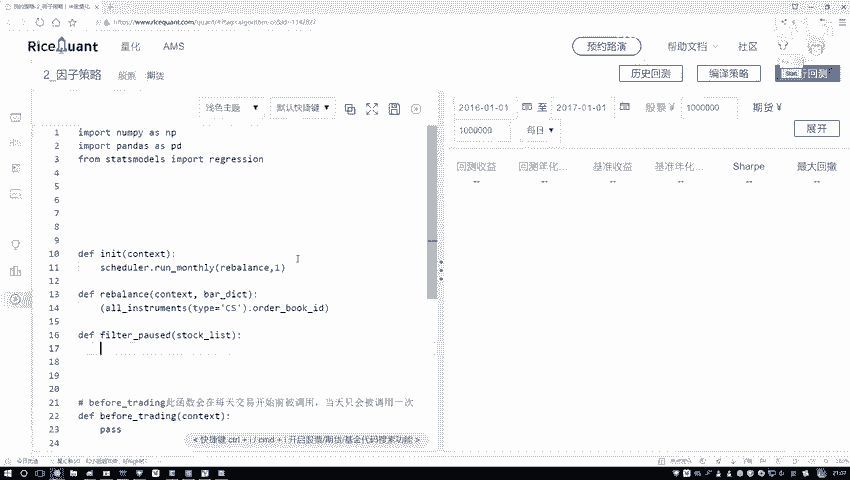 https://www.ricequant.com/
RiceQuant 量化 AMS 预约路演 帮助文档 社区
2_因子策略 股票 期货 历史回测 编译策略 回测
浅色主题 默认快捷键
2016-01-01 至 2017-01-01 股票 ¥ 1000000 期货 ¥
1000000 每日 展开
回测收益 回测年化... 基准收益 基准年化... Sharpe 最大回撤
-- -- -- -- -- --
1 import numpy as np
2 import pandas as pd
3 from statsmodels import regression
4
5
6
7
8
9
10 def init(context):
11 scheduler.run_monthly(rebalance,1)
12
13 def rebalance(context, bar_dict):
14 (all_instruments(type='CS').order_book_id)
15
16 def filter_paused(stock_list):
17
18
19
20
21 # before_trading此函数会在每天交易开始前被调用，当天只会被调用一次
22 def before_trading(context):
23 pass
24
< 快捷键 ctrl + i / cmd + i 开启股票/期货/基金代码搜索功能 >